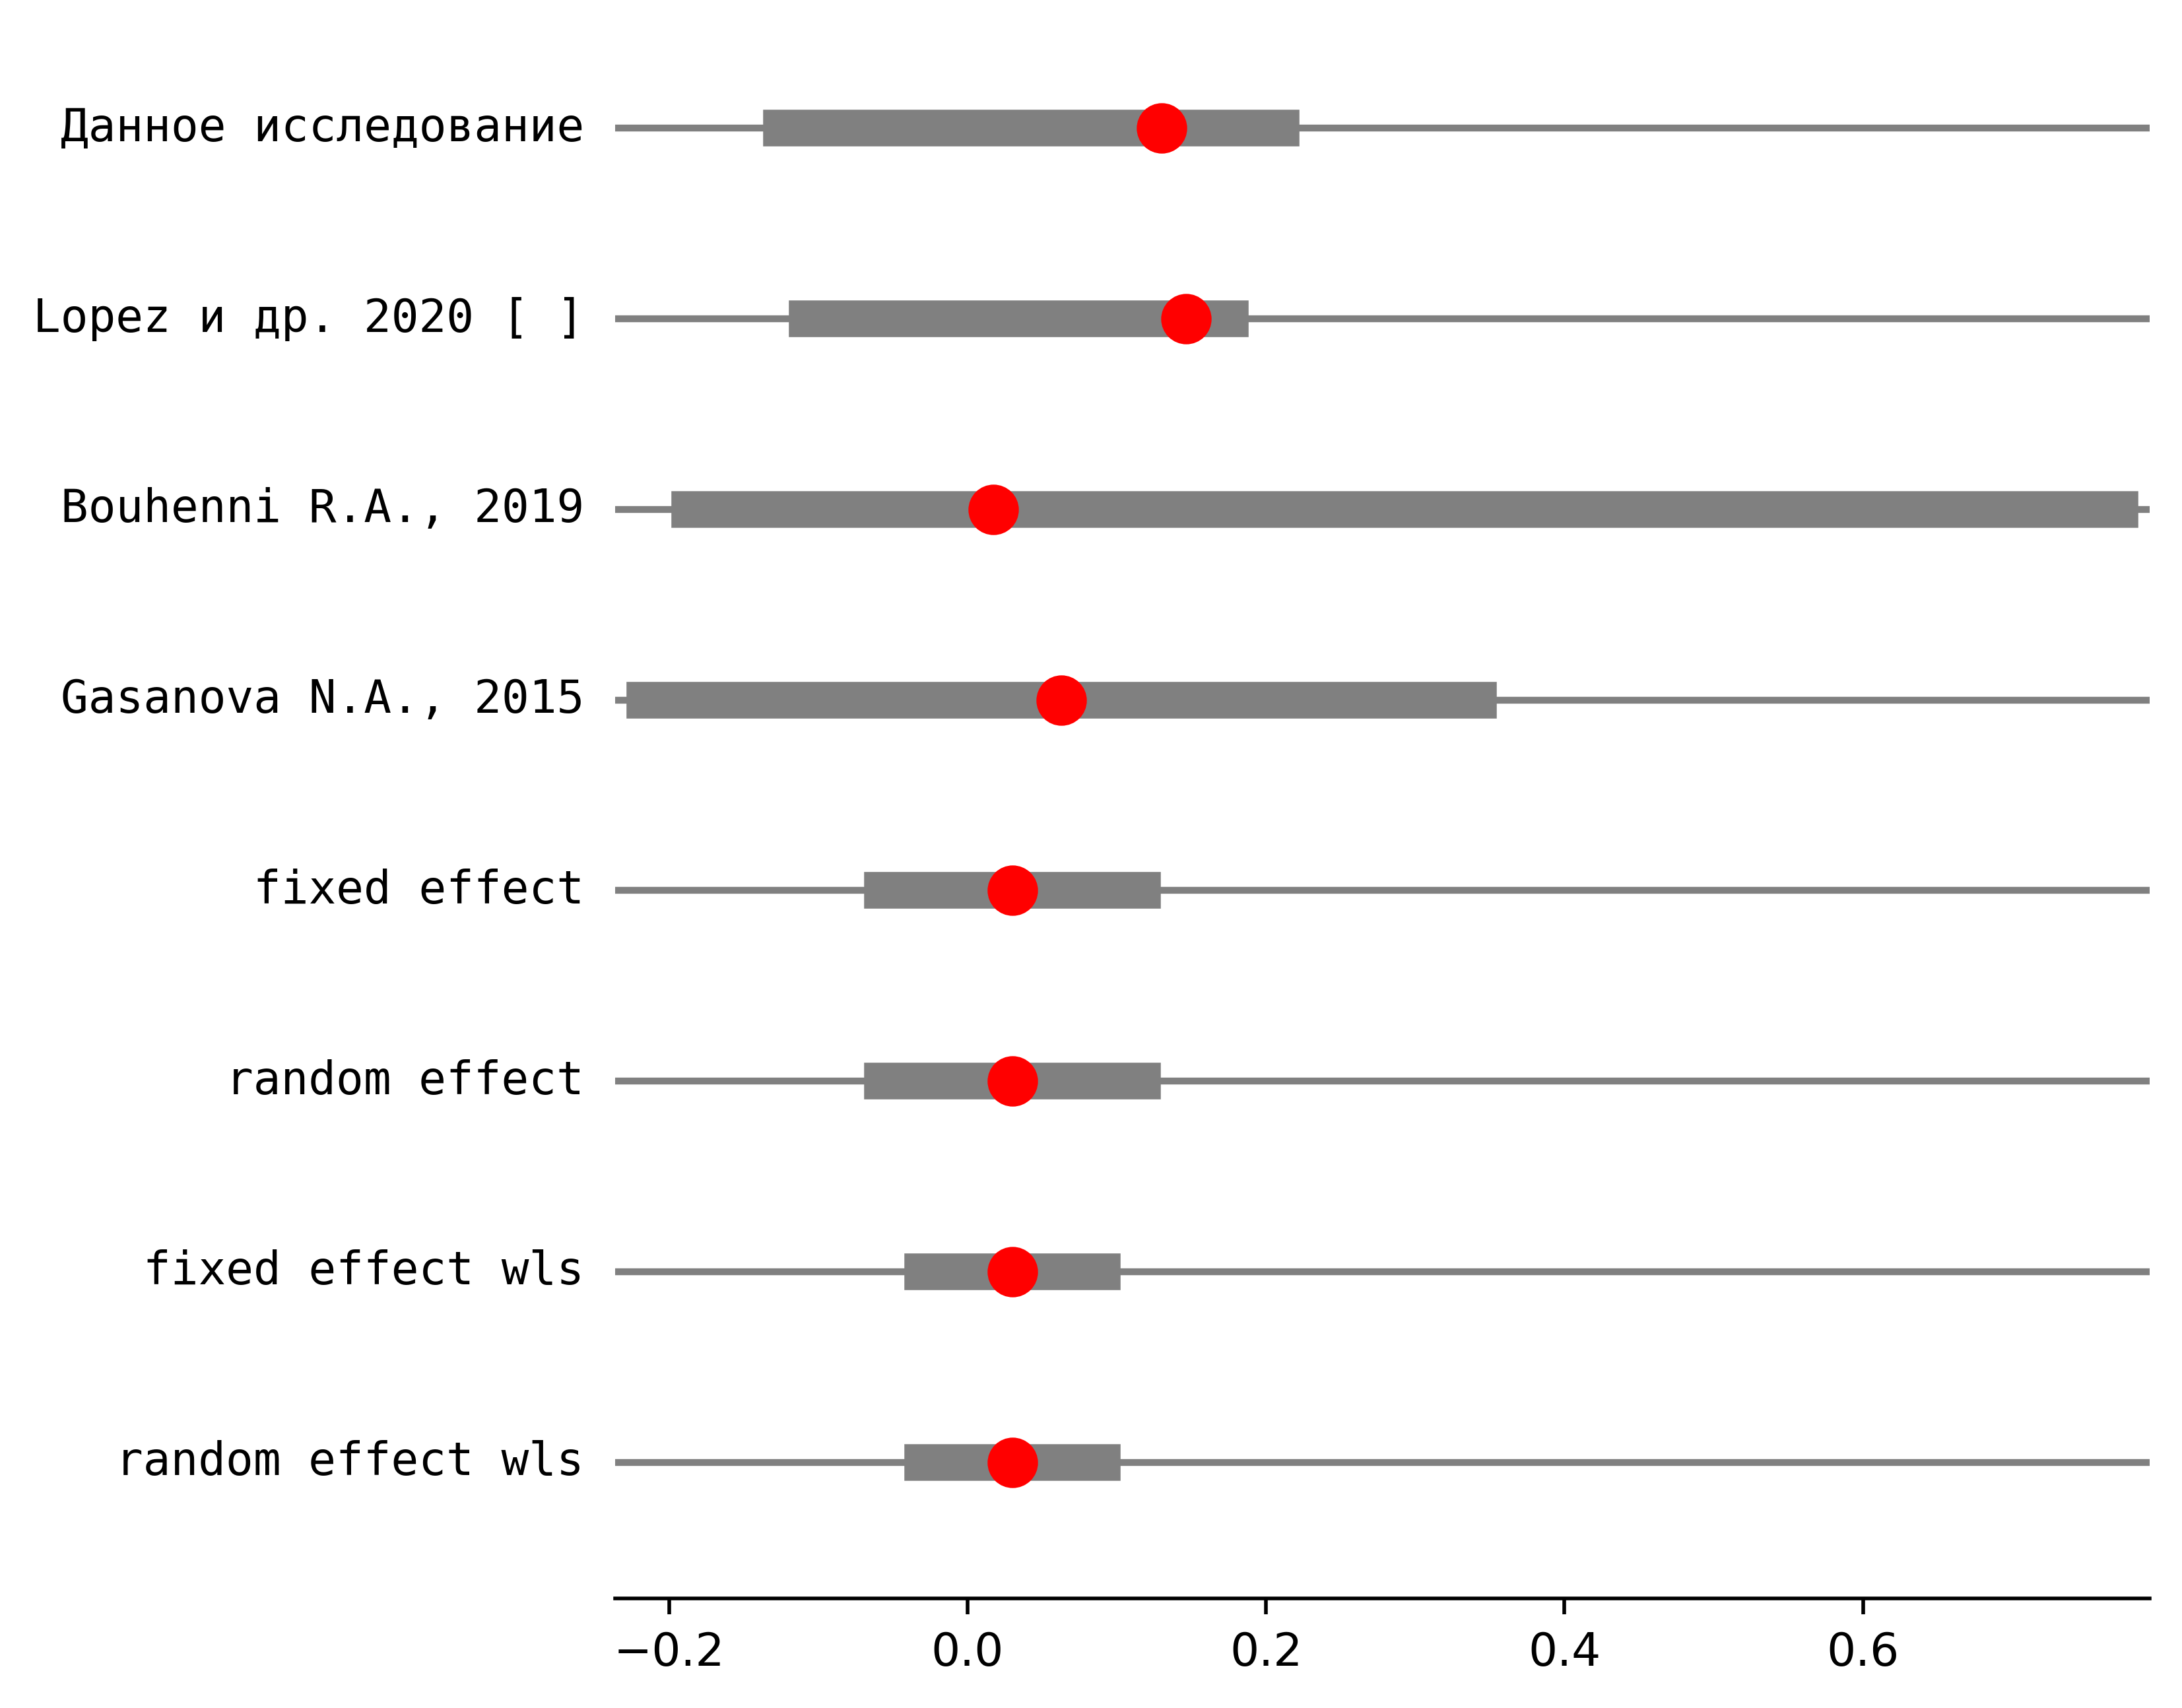 Данное исследование
Lopez и др. 2020 [ ]
Bouhenni R.A., 2019
Gasanova N.A., 2015
fixed effect
random effect
fixed effect wls
random effect wls
−0.2 0.0 0.2 0.4 0.6